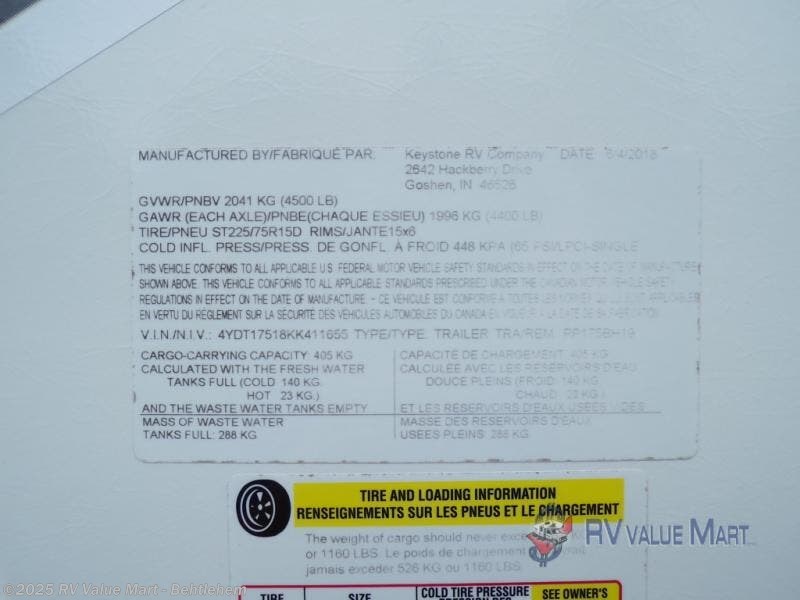 MANUFACTURED BY/FABRIQUÉ PAR: Keystone RV Company DATE 6/4/2018
2642 Hackberry Drive
Goshen, IN 46526
GVWR/PNBV 2041 KG (4500 LB)
GAWR (EACH AXLE)/PNBE(CHAQUE ESSIEU) 1996 KG (4400 LB)
TIRE/PNEU ST225/75R15D RIMS/JANTE15x6
COLD INFL. PRESS/PRESS. DE GONFL. À FROID 448 KPA (65 PSI/LPC)-SINGLE
THIS VEHICLE CONFORMS TO ALL APPLICABLE U.S. FEDERAL MOTOR VEHICLE SAFETY STANDARDS IN EFFECT ON THE DATE OF MANUFACTURE
SHOWN ABOVE. THIS VEHICLE CONFORMS TO ALL APPLICABLE STANDARDS PRESCRIBED UNDER THE CANADIAN MOTOR VEHICLE SAFETY
REGULATIONS IN EFFECT ON THE DATE OF MANUFACTURE. - CE VÉHICULE EST CONFORME À TOUTES LES NORMES QUI LUI SONT APPLICABLES
EN VERTU DU RÈGLEMENT SUR LA SÉCURITÉ DES VÉHICULES AUTOMOBILES DU CANADA EN VIGUEUR À LA DATE DE SA FABRICATION
V.I.N./N.I.V.: 4YDT17518KK411655 TYPE/TYPE: TRAILER TRA/REM. PP175BH19
CARGO-CARRYING CAPACITY: 405 KG CAPACITÉ DE CHARGEMENT: 405 KG
CALCULATED WITH THE FRESH WATER CALCULÉE AVEC LES RÉSERVOIRS D'EAU
TANKS FULL (COLD: 140 KG. DOUCE PLEINS (FROID: 140 KG
HOT : 23 KG.) CHAUD : 23 KG.)
AND THE WASTE WATER TANKS EMPTY ET LES RÉSERVOIRS D'EAUX USÉES VIDES
MASS OF WASTE WATER MASSE DES RÉSERVOIRS D'EAUX
TANKS FULL: 288 KG USÉES PLEINS: 288 KG
TIRE AND LOADING INFORMATION
RENSEIGNEMENTS SUR LES PNEUS ET LE CHARGEMENT
The weight of cargo should never exceed
or 1160 LBS. Le poids de chargement
jamais excéder 526 KG ou 1160 LBS.
RV VALUE MART
TIRE SIZE COLD TIRE PRESSURE SEE OWNER'S
© 2025 RV Value Mart - Behtlehem